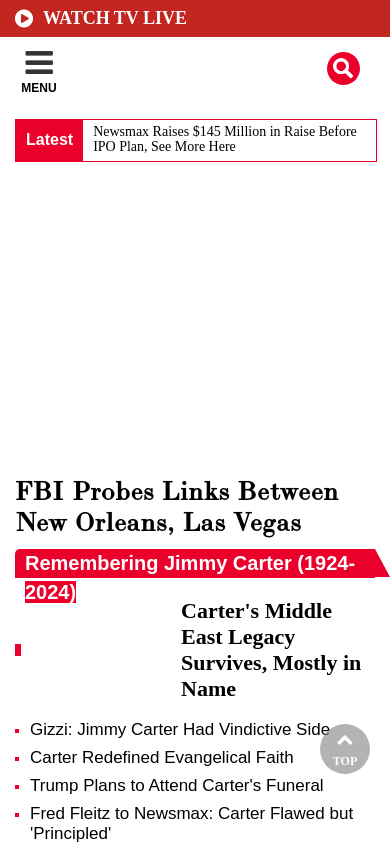 WATCH TV LIVE
MENU
Latest
Newsmax Raises $145 Million in Raise Before
IPO Plan, See More Here
FBI Probes Links Between
New Orleans, Las Vegas
Remembering Jimmy Carter (1924-
2024)
Carter's Middle
East Legacy
Survives, Mostly in
Name
Gizzi: Jimmy Carter Had Vindictive Side
Carter Redefined Evangelical Faith
TOP
Trump Plans to Attend Carter's Funeral
Fred Fleitz to Newsmax: Carter Flawed but
'Principled'